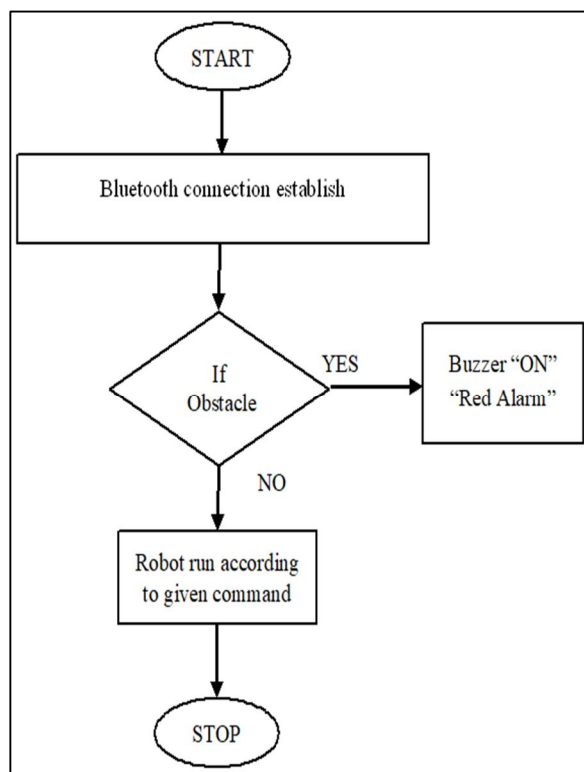 START
Bluetooth connection establish
If
Obstacle
YES
Buzzer “ON”
“Red Alarm”
NO
Robot run according
to given command
STOP